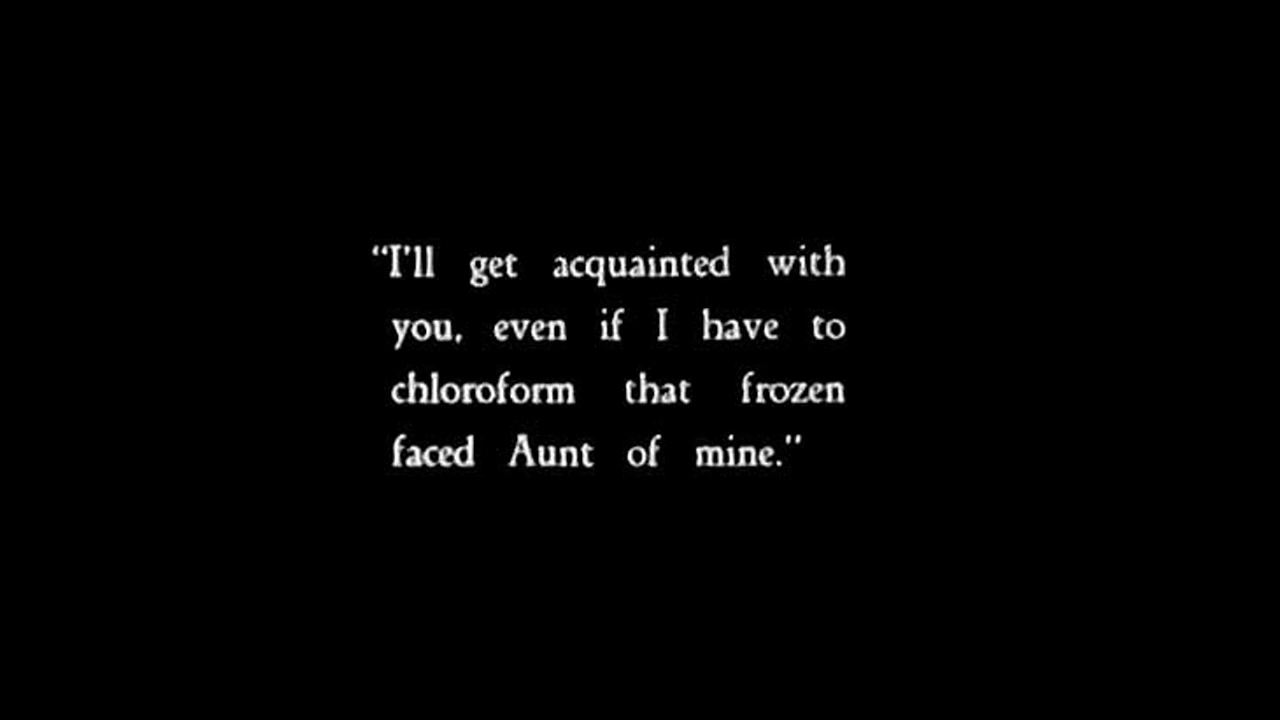 “I'll get acquainted with
you, even if I have to
chloroform that frozen
faced Aunt of mine."